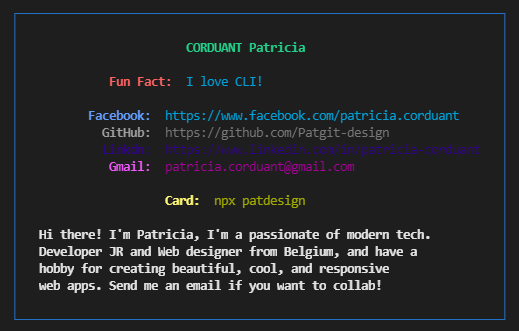 CORDUANT Patricia
Fun Fact: I love CLI!
Facebook: https://www.facebook.com/patricia.corduant
GitHub: https://github.com/Patgit-design
Gmail: patricia.corduant@gmail.com
Card: npx patdesign
Hi there! I'm Patricia, I'm a passionate of modern tech.
Developer JR and Web designer from Belgium, and have a
hobby for creating beautiful, cool, and responsive
web apps. Send me an email if you want to collab!